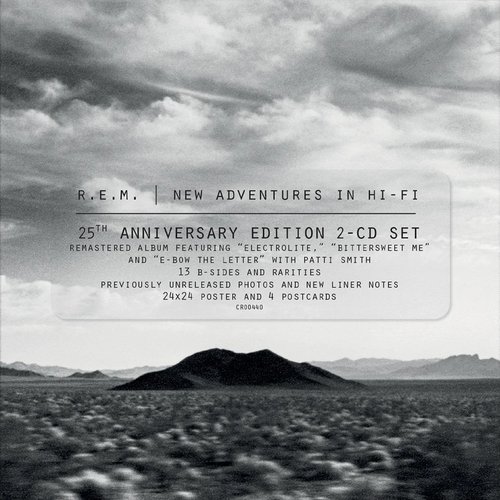 R.E.M. | NEW ADVENTURES IN HI-FI
25TH ANNIVERSARY EDITION 2-CD SET
REMASTERED ALBUM FEATURING "ELECTROLITE," "BITTERSWEET ME"
AND "E-BOW THE LETTER" WITH PATTI SMITH
13 B-SIDES AND RARITIES
PREVIOUSLY UNRELEASED PHOTOS AND NEW LINER NOTES
24x24 POSTER AND 4 POSTCARDS
CR00440